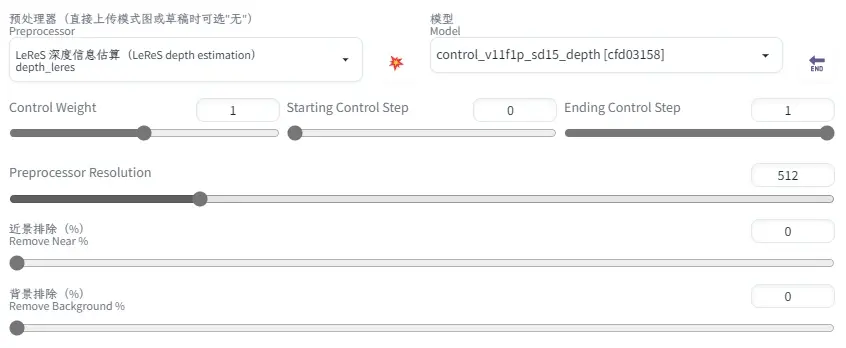 预处理器（直接上传模式图或草稿时可选"无"）
Preprocessor
模型
Model
LeReS 深度信息估算（LeReS depth estimation）
depth_leres
control_v11f1p_sd15_depth [cfd03158]
END
Control Weight
1
Starting Control Step
0
Ending Control Step
1
Preprocessor Resolution
512
近景排除（%）
Remove Near %
0
背景排除（%）
Remove Background %
0